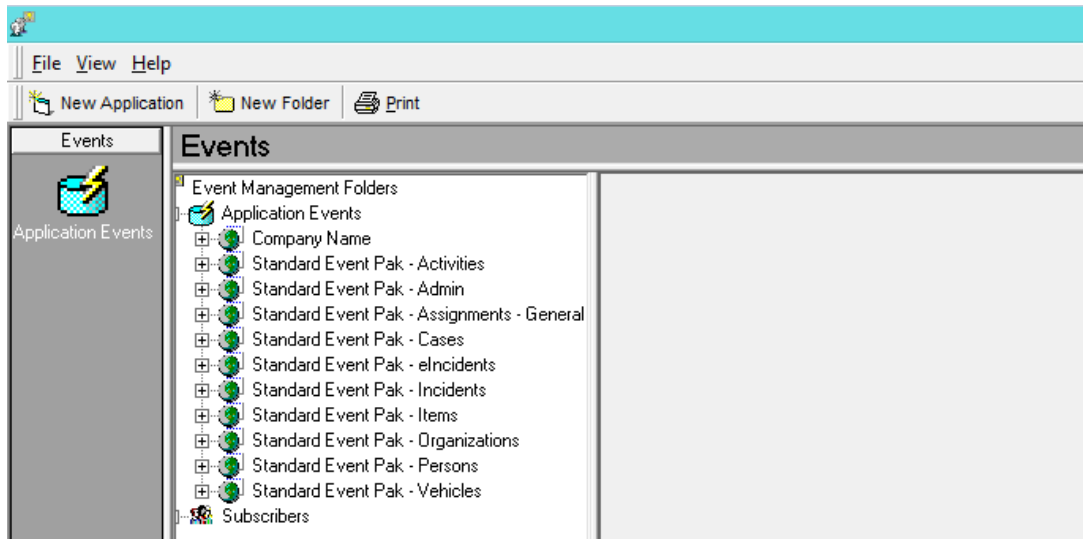 File View Help
New Application New Folder Print
Events
Events
Application Events
Event Management Folders
Application Events
Company Name
Standard Event Pak - Activities
Standard Event Pak - Admin
Standard Event Pak - Assignments - General
Standard Event Pak - Cases
Standard Event Pak - eIncidents
Standard Event Pak - Incidents
Standard Event Pak - Items
Standard Event Pak - Organizations
Standard Event Pak - Persons
Standard Event Pak - Vehicles
Subscribers